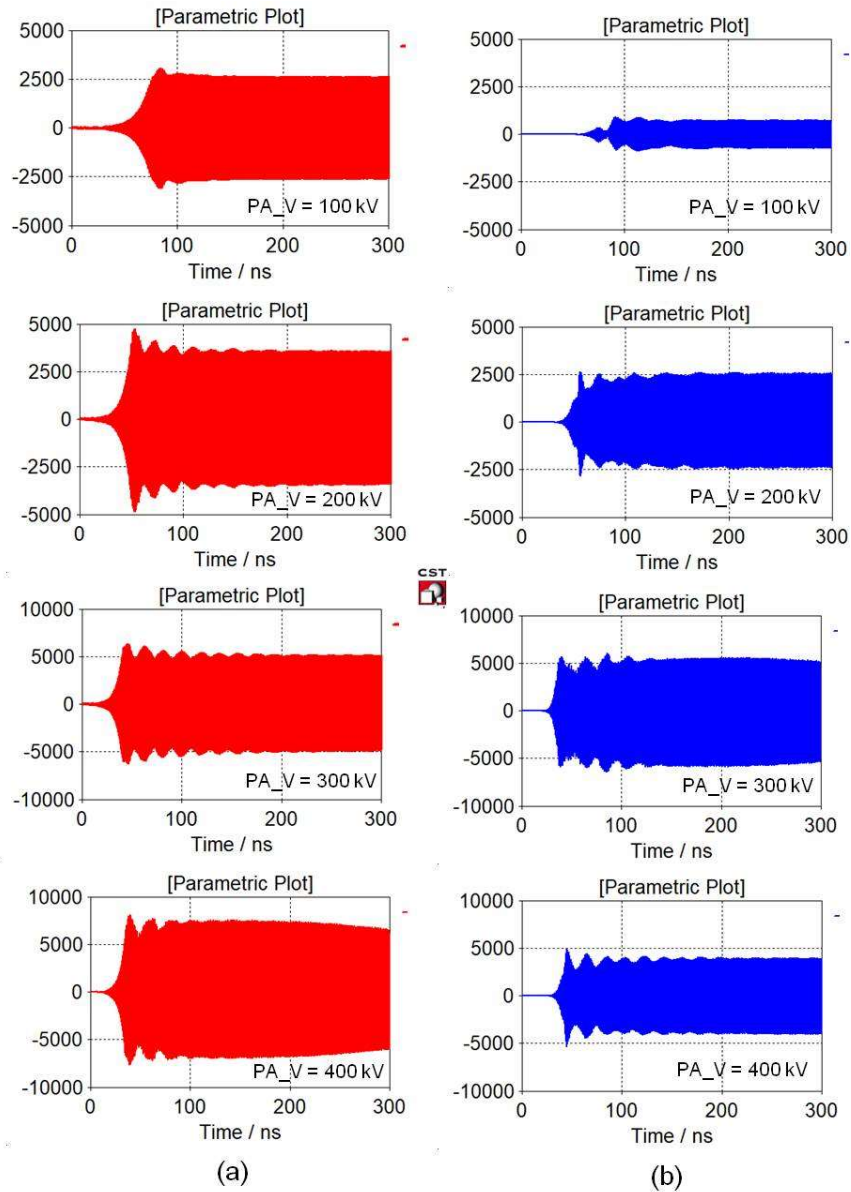 [Parametric Plot]
5000
2500
0
-2500
-5000
PA_V = 100 kV
0 100 200 300
Time / ns
[Parametric Plot]
5000
2500
0
-2500
-5000
PA_V = 100 kV
0 100 200 300
Time / ns
[Parametric Plot]
5000
2500
0
-2500
-5000
PA_V = 200 kV
0 100 200 300
Time / ns
[Parametric Plot]
5000
2500
0
-2500
-5000
PA_V = 200 kV
0 100 200 300
Time / ns
CST
[Parametric Plot]
10000
5000
0
-5000
-10000
PA_V = 300 kV
0 100 200 300
Time / ns
[Parametric Plot]
10000
5000
0
-5000
-10000
PA_V = 300 kV
0 100 200 300
Time / ns
[Parametric Plot]
10000
5000
0
-5000
-10000
PA_V = 400 kV
0 100 200 300
Time / ns
[Parametric Plot]
10000
5000
0
-5000
-10000
PA_V = 400 kV
0 100 200 300
Time / ns
(a)
(b)